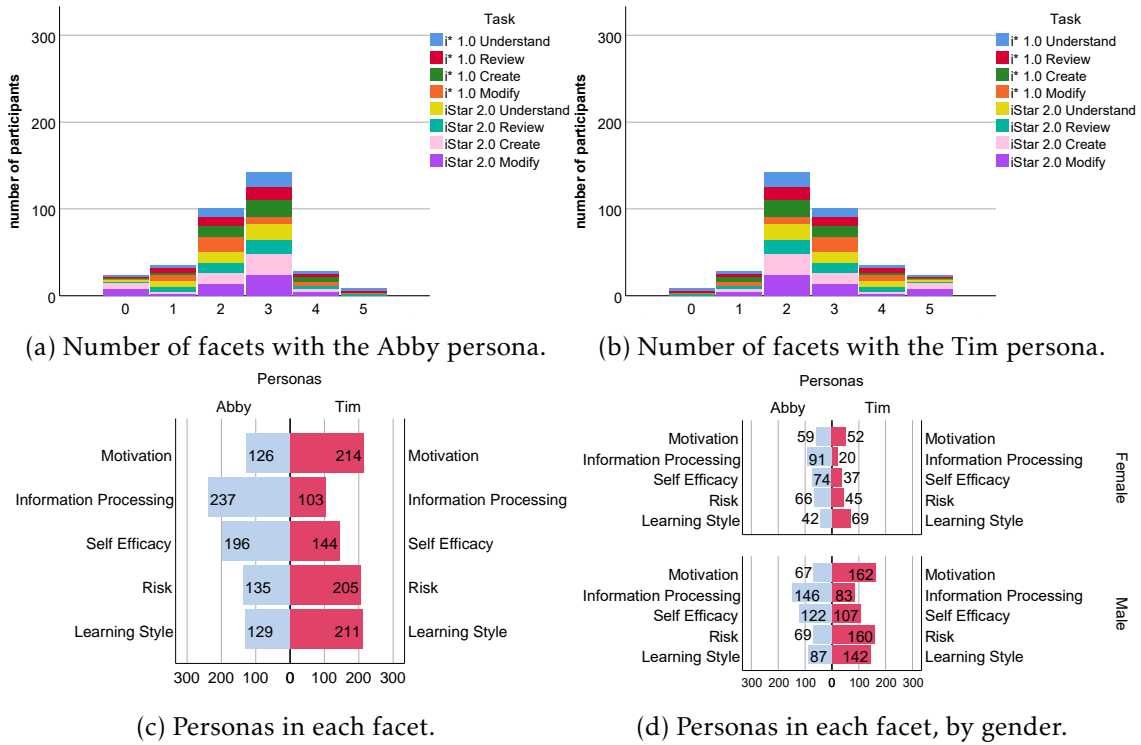 Task
i* 1.0 Understand
i* 1.0 Review
i* 1.0 Create
i* 1.0 Modify
iStar 2.0 Understand
iStar 2.0 Review
iStar 2.0 Create
iStar 2.0 Modify
number of participants
300
200
100
0
0 1 2 3 4 5
(a) Number of facets with the Abby persona.
Task
i* 1.0 Understand
i* 1.0 Review
i* 1.0 Create
i* 1.0 Modify
iStar 2.0 Understand
iStar 2.0 Review
iStar 2.0 Create
iStar 2.0 Modify
number of participants
300
200
100
0
0 1 2 3 4 5
(b) Number of facets with the Tim persona.
Personas
Abby Tim
Motivation 126 214 Motivation
Information Processing 237 103 Information Processing
Self Efficacy 196 144 Self Efficacy
Risk 135 205 Risk
Learning Style 129 211 Learning Style
300 200 100 0 100 200 300
(c) Personas in each facet.
Personas
Abby Tim
Motivation 59 52 Motivation
Information Processing 91 20 Information Processing
Self Efficacy 74 37 Self Efficacy
Risk 66 45 Risk
Learning Style 42 69 Learning Style
Female
Motivation 67 162 Motivation
Information Processing 146 83 Information Processing
Self Efficacy 122 107 Self Efficacy
Risk 69 160 Risk
Learning Style 87 142 Learning Style
Male
300 200 100 0 100 200 300
(d) Personas in each facet, by gender.